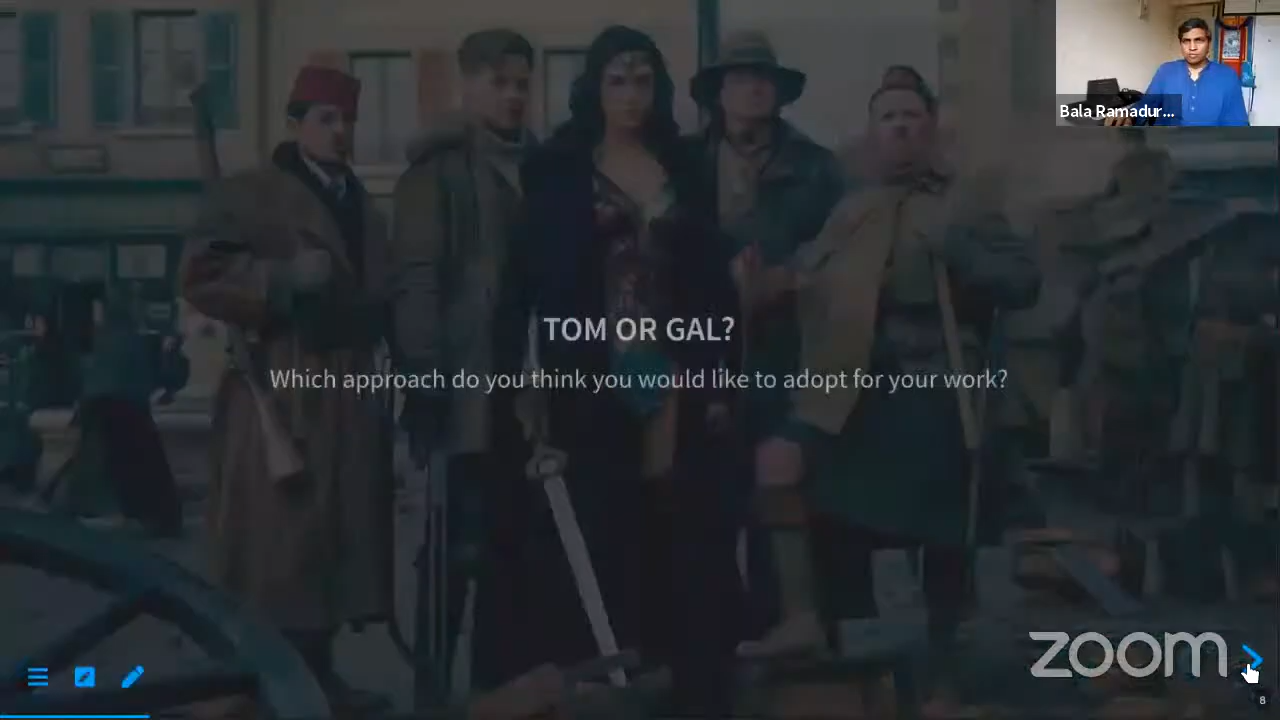 Bala Ramadur...
TOM OR GAL?
Which approach do you think you would like to adopt for your work?
zoom
8